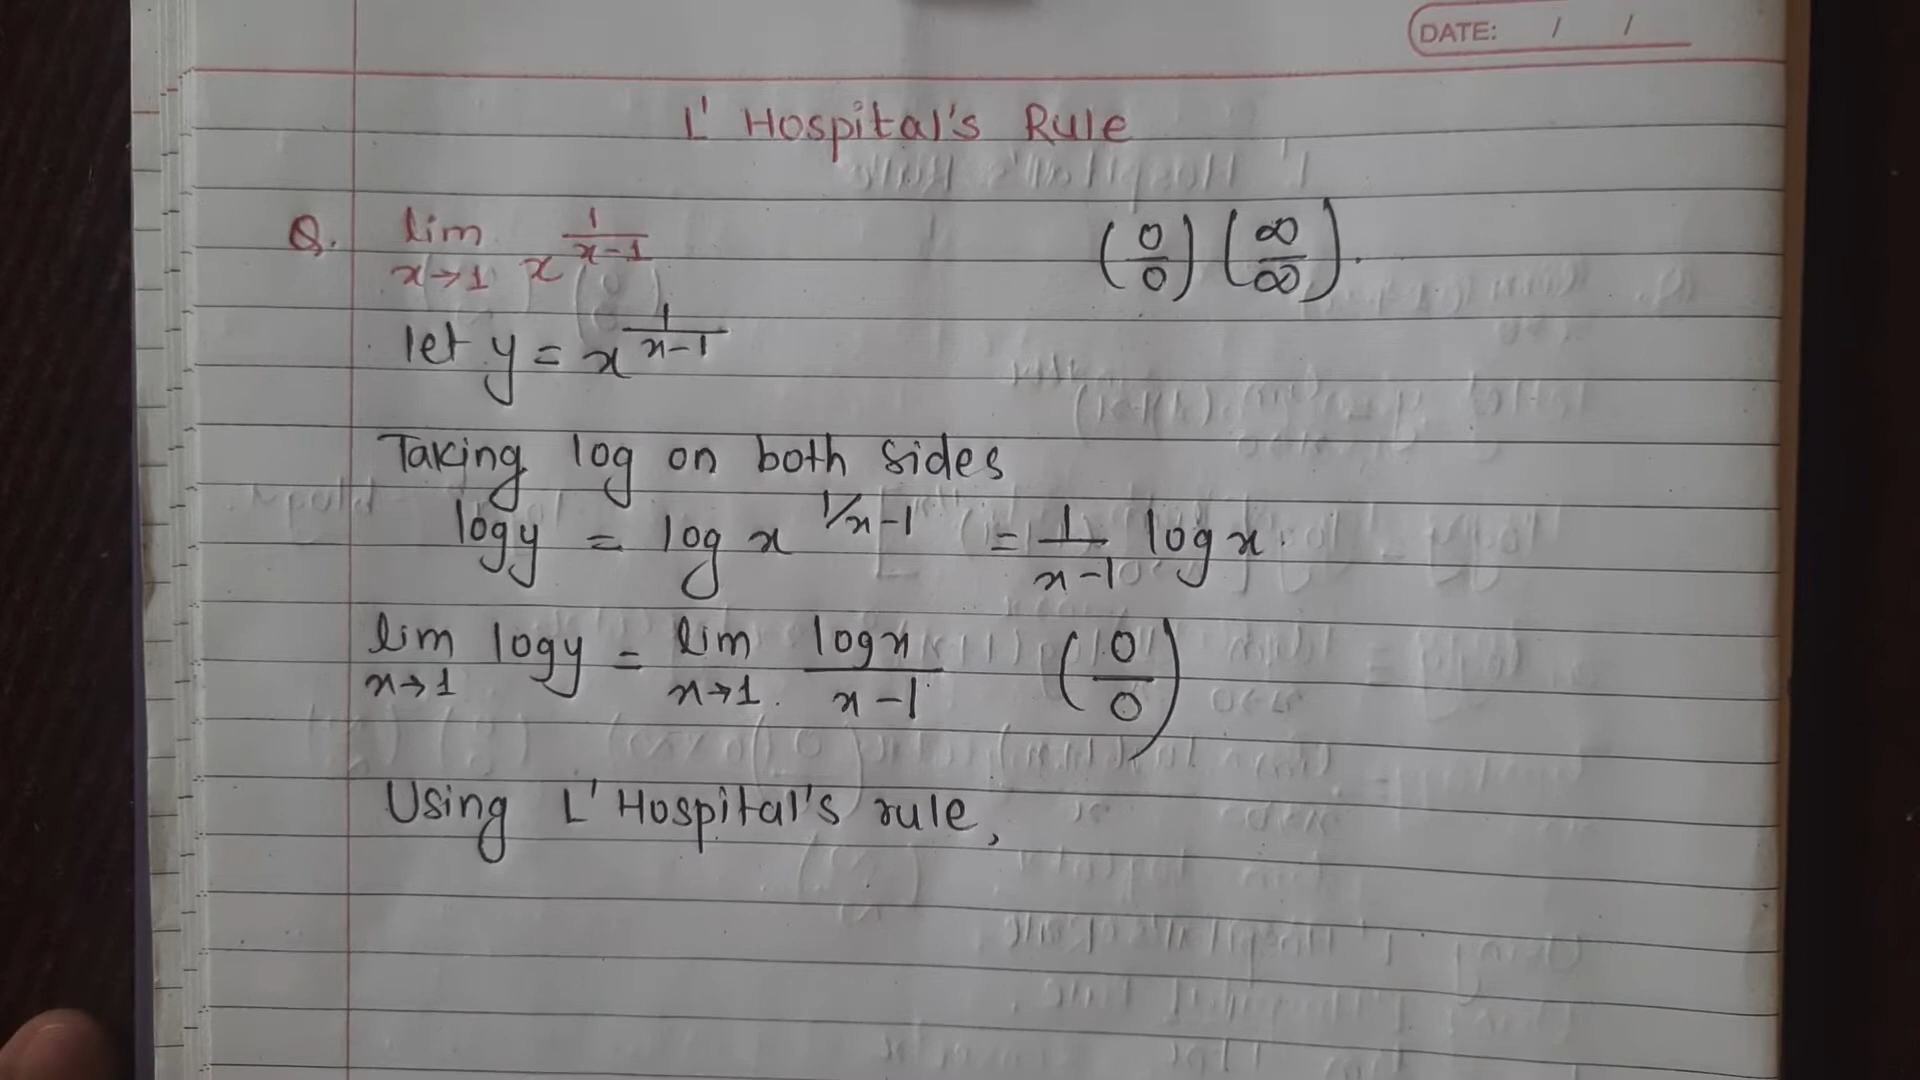 DATE: / /
L' Hospital's Rule
Q. lim x→1 x^(1/(x-1)) (0/0) (∞/∞).
let y = x^(1/(x-1))
Taking log on both sides
log y = log x^(1/x-1) = 1/(x-1) log x.
lim x→1 log y = lim x→1. log x/(x-1) (0/0)
Using L' Hospital's rule,